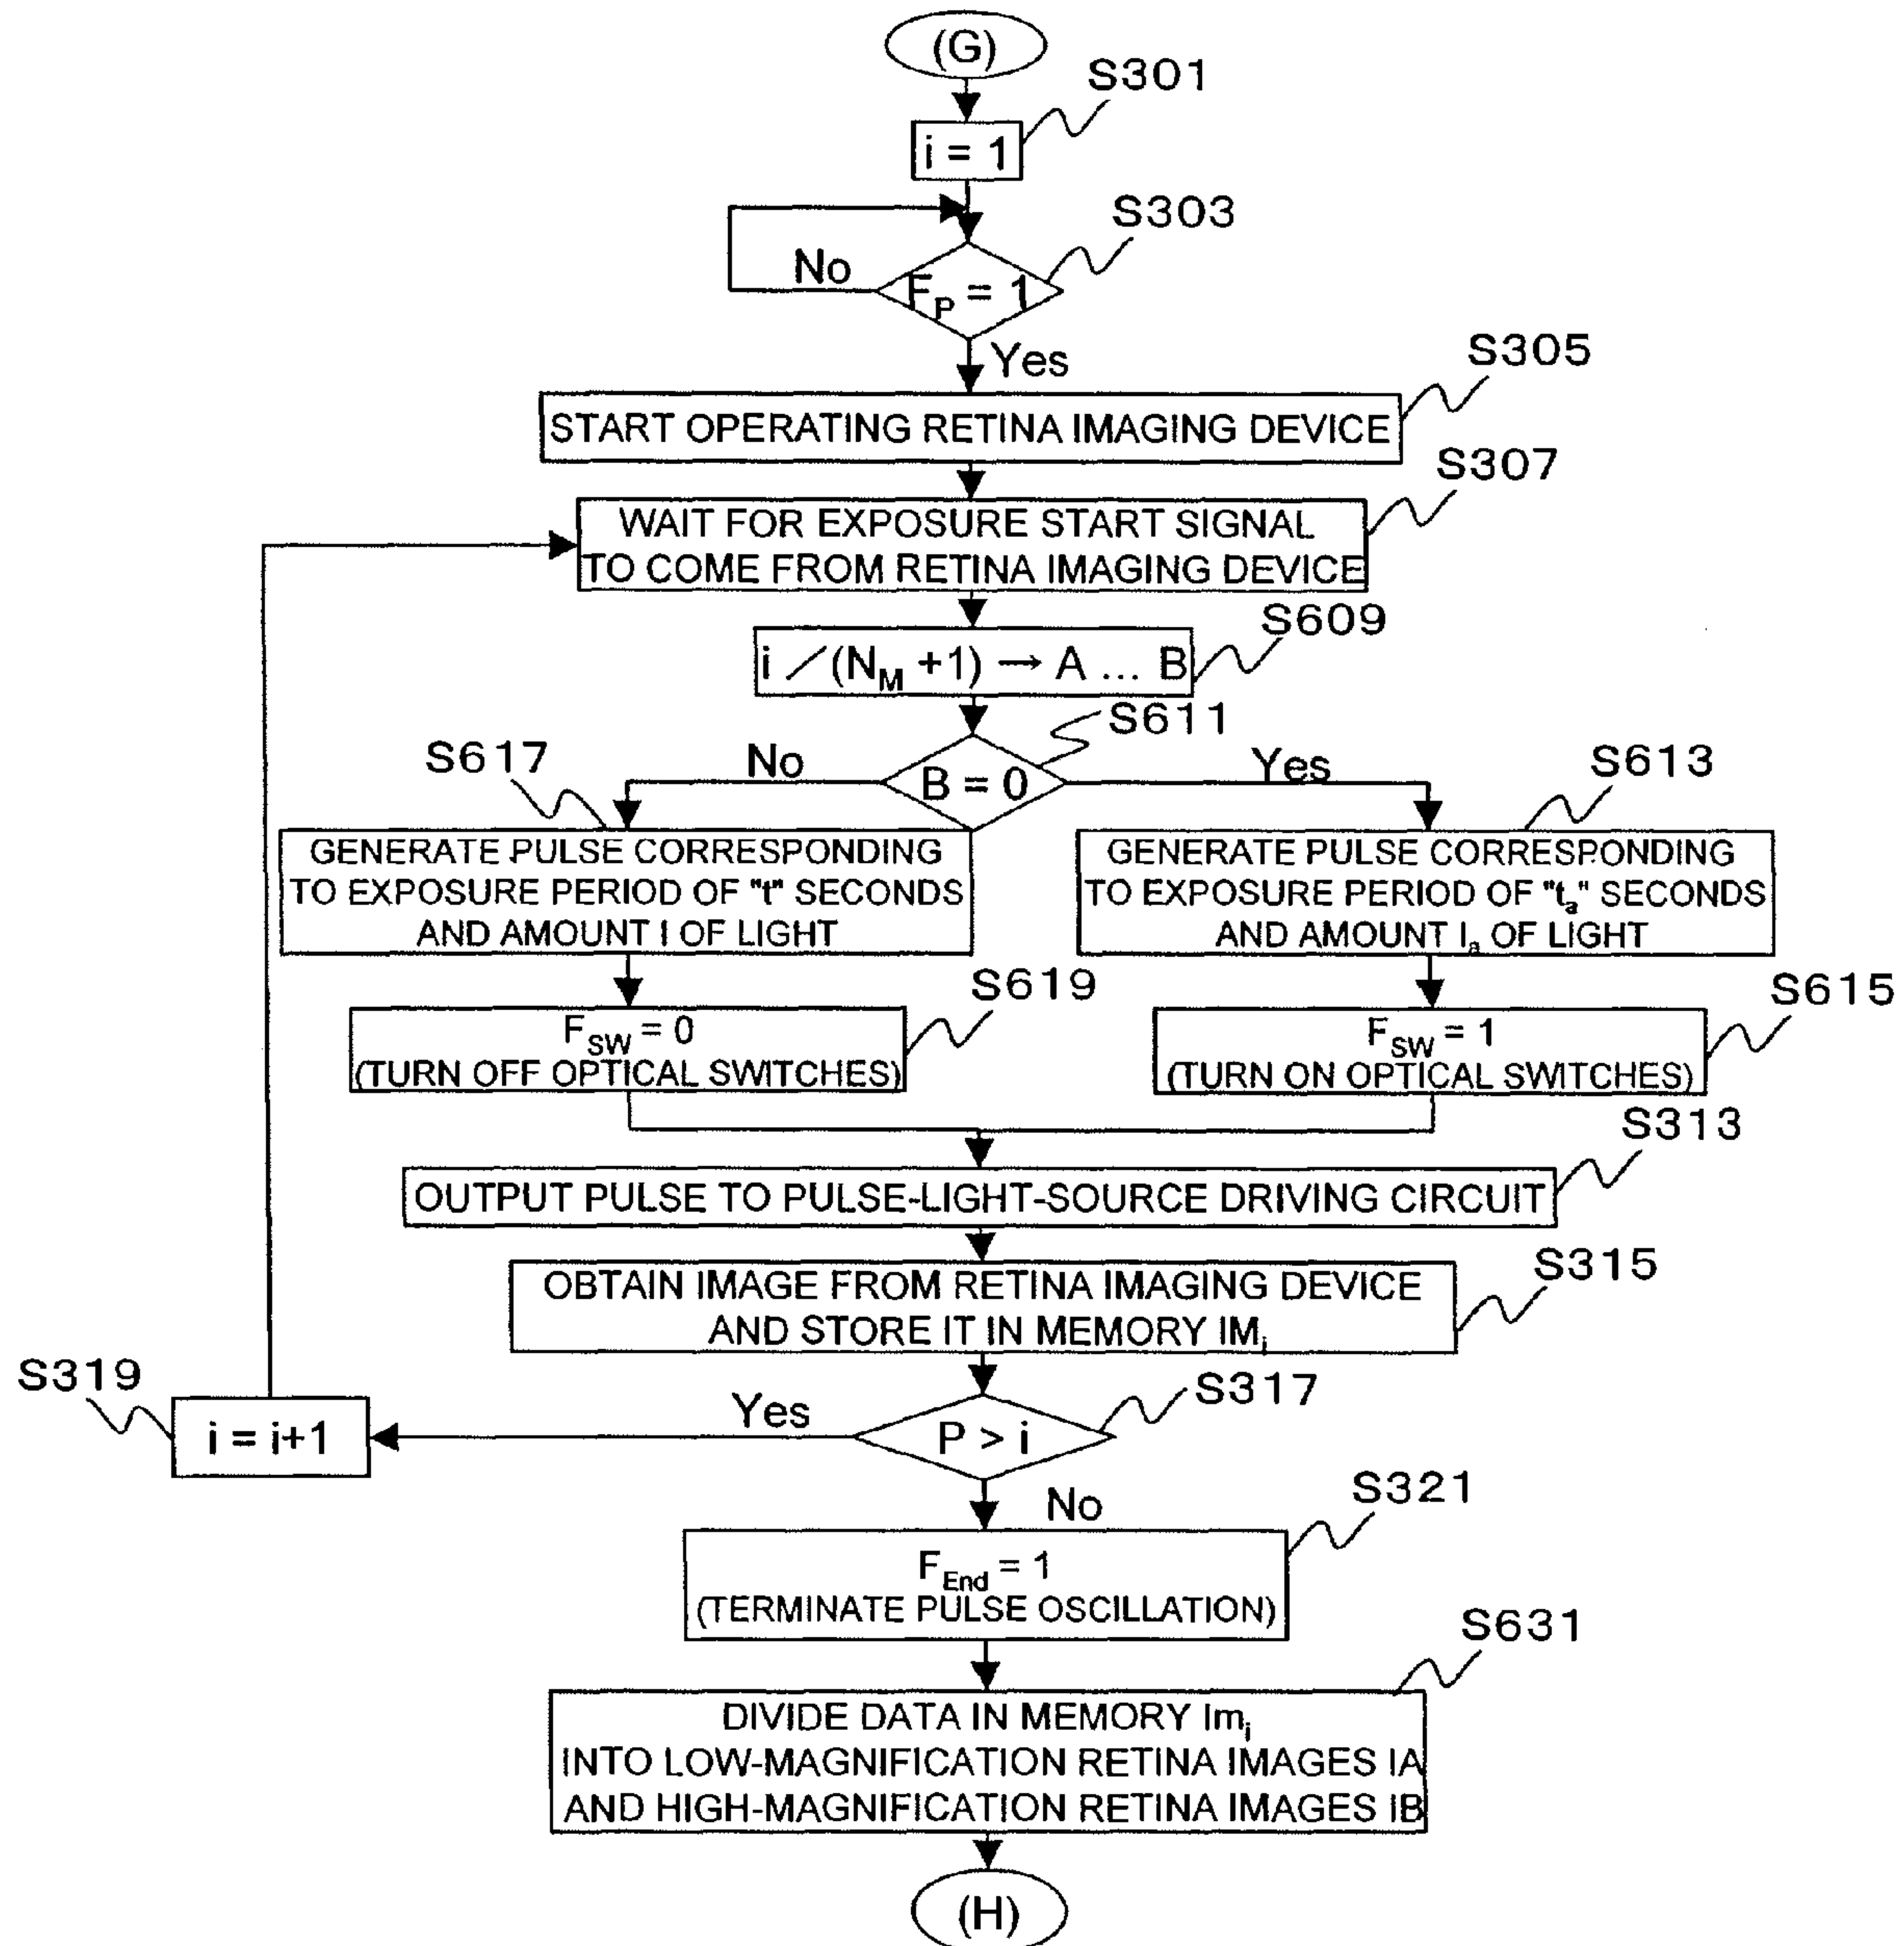 (G)
S301
i = 1
S303
No
F_P = 1
Yes
S305
START OPERATING RETINA IMAGING DEVICE
S307
WAIT FOR EXPOSURE START SIGNAL
TO COME FROM RETINA IMAGING DEVICE
S609
i ／(N_M +1) → A ... B
S611
S617
No
B = 0
Yes
S613
GENERATE PULSE CORRESPONDING
TO EXPOSURE PERIOD OF "t" SECONDS
AND AMOUNT I OF LIGHT
GENERATE PULSE CORRESPONDING
TO EXPOSURE PERIOD OF "t_a" SECONDS
AND AMOUNT I_a OF LIGHT
S619
F_SW = 0
(TURN OFF OPTICAL SWITCHES)
S615
F_SW = 1
(TURN ON OPTICAL SWITCHES)
S313
OUTPUT PULSE TO PULSE-LIGHT-SOURCE DRIVING CIRCUIT
S315
OBTAIN IMAGE FROM RETINA IMAGING DEVICE
AND STORE IT IN MEMORY IM_i
S317
S319
i = i+1
Yes
P > i
No
S321
F_End = 1
(TERMINATE PULSE OSCILLATION)
S631
DIVIDE DATA IN MEMORY Im_i
INTO LOW-MAGNIFICATION RETINA IMAGES IA
AND HIGH-MAGNIFICATION RETINA IMAGES IB
(H)